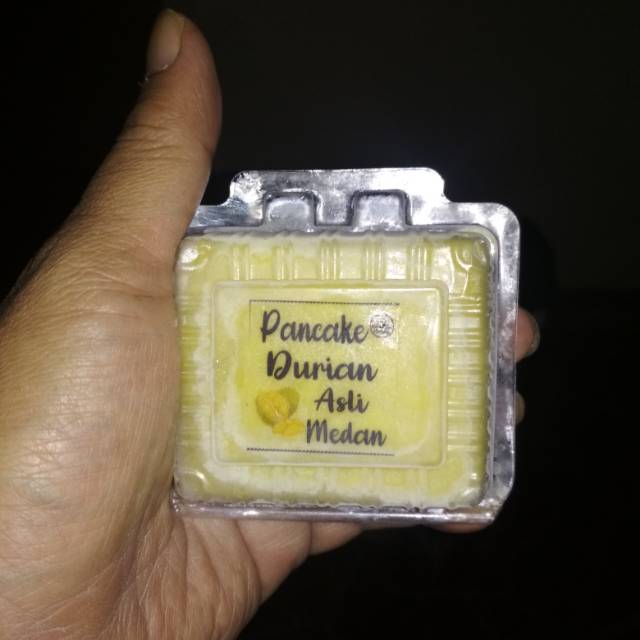 Pancake
Durian
Asli
Medan